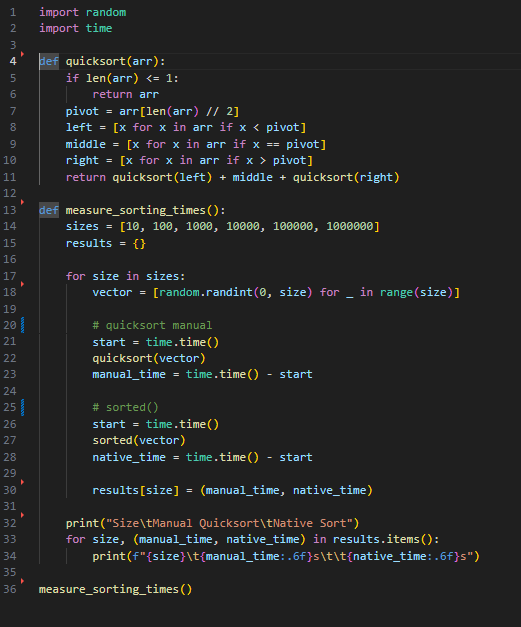 1 import random
2 import time
3
4 def quicksort(arr):
5     if len(arr) <= 1:
6         return arr
7     pivot = arr[len(arr) // 2]
8     left = [x for x in arr if x < pivot]
9     middle = [x for x in arr if x == pivot]
10     right = [x for x in arr if x > pivot]
11     return quicksort(left) + middle + quicksort(right)
12
13 def measure_sorting_times():
14     sizes = [10, 100, 1000, 10000, 100000, 1000000]
15     results = {}
16
17     for size in sizes:
18         vector = [random.randint(0, size) for _ in range(size)]
19
20         # quicksort manual
21         start = time.time()
22         quicksort(vector)
23         manual_time = time.time() - start
24
25         # sorted()
26         start = time.time()
27         sorted(vector)
28         native_time = time.time() - start
29
30         results[size] = (manual_time, native_time)
31
32     print("Size\tManual Quicksort\tNative Sort")
33     for size, (manual_time, native_time) in results.items():
34         print(f"{size}\t{manual_time:.6f}s\t\t{native_time:.6f}s")
35
36 measure_sorting_times()